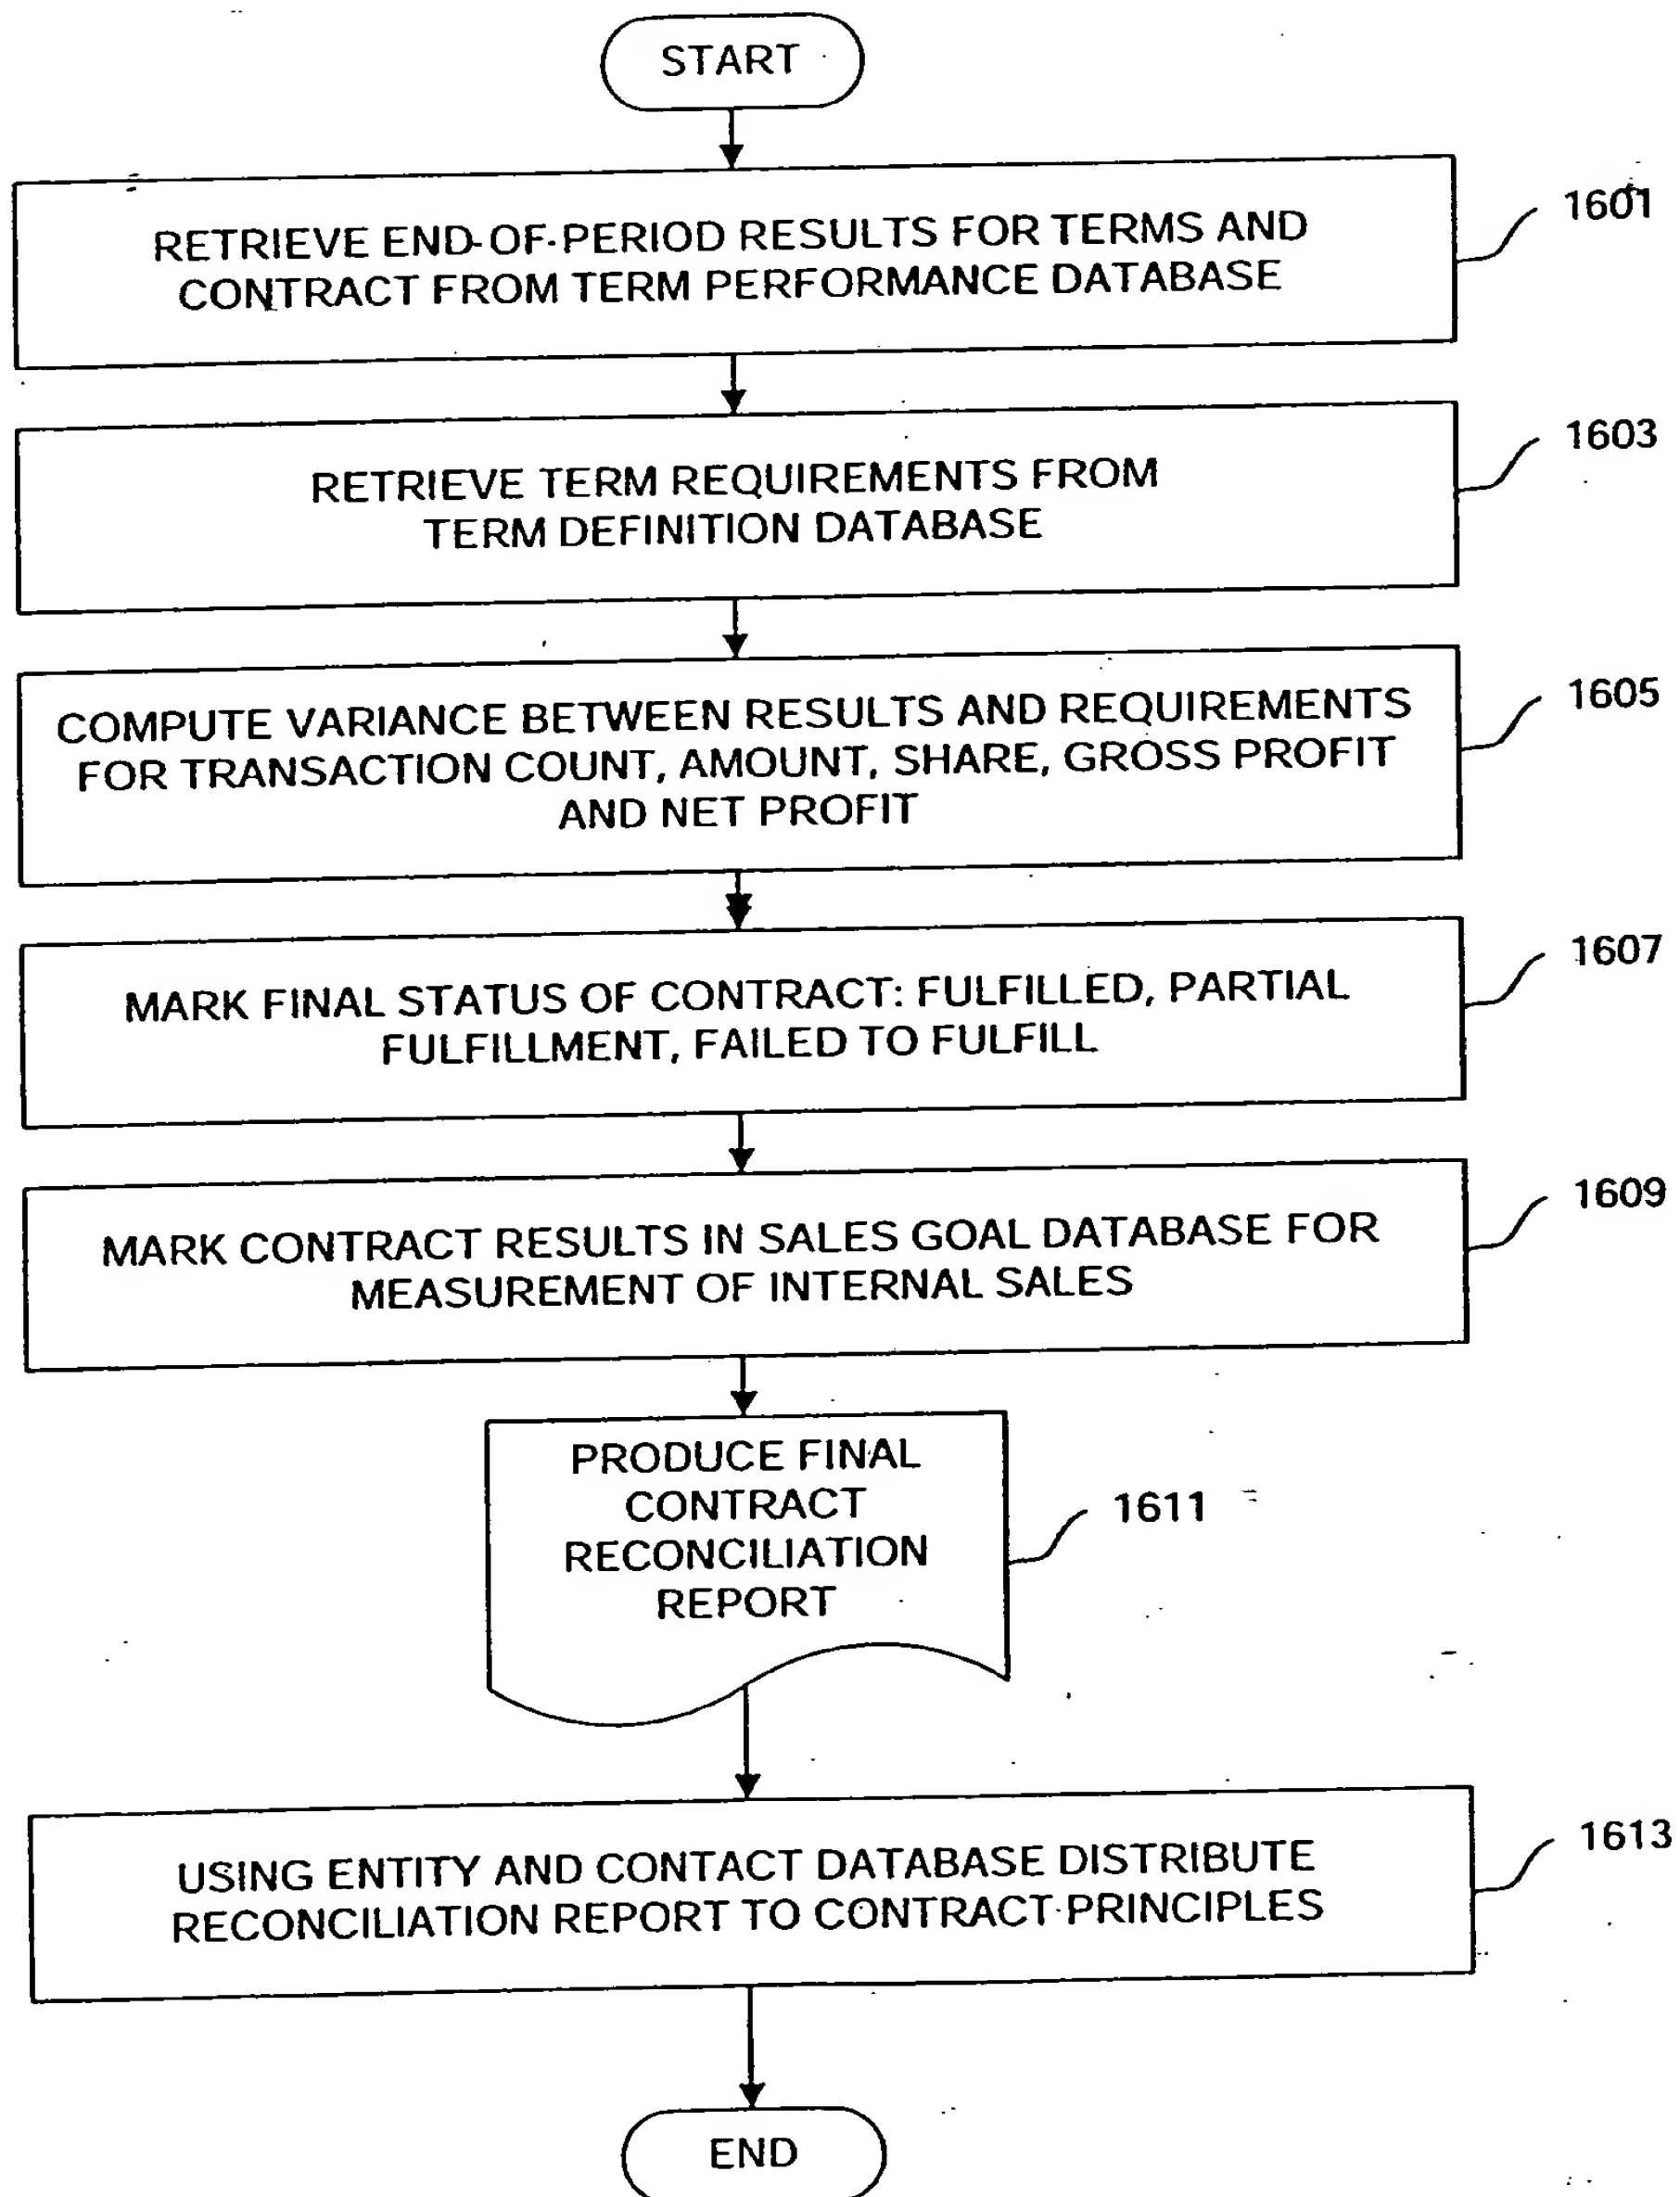 START
RETRIEVE END-OF-PERIOD RESULTS FOR TERMS AND
CONTRACT FROM TERM PERFORMANCE DATABASE
1601
RETRIEVE TERM REQUIREMENTS FROM
TERM DEFINITION DATABASE
1603
COMPUTE VARIANCE BETWEEN RESULTS AND REQUIREMENTS
FOR TRANSACTION COUNT, AMOUNT, SHARE, GROSS PROFIT
AND NET PROFIT
1605
MARK FINAL STATUS OF CONTRACT: FULFILLED, PARTIAL
FULFILLMENT, FAILED TO FULFILL
1607
MARK CONTRACT RESULTS IN SALES GOAL DATABASE FOR
MEASUREMENT OF INTERNAL SALES
1609
PRODUCE FINAL
CONTRACT
RECONCILIATION
REPORT
1611
USING ENTITY AND CONTACT DATABASE DISTRIBUTE
RECONCILIATION REPORT TO CONTRACT PRINCIPLES
1613
END